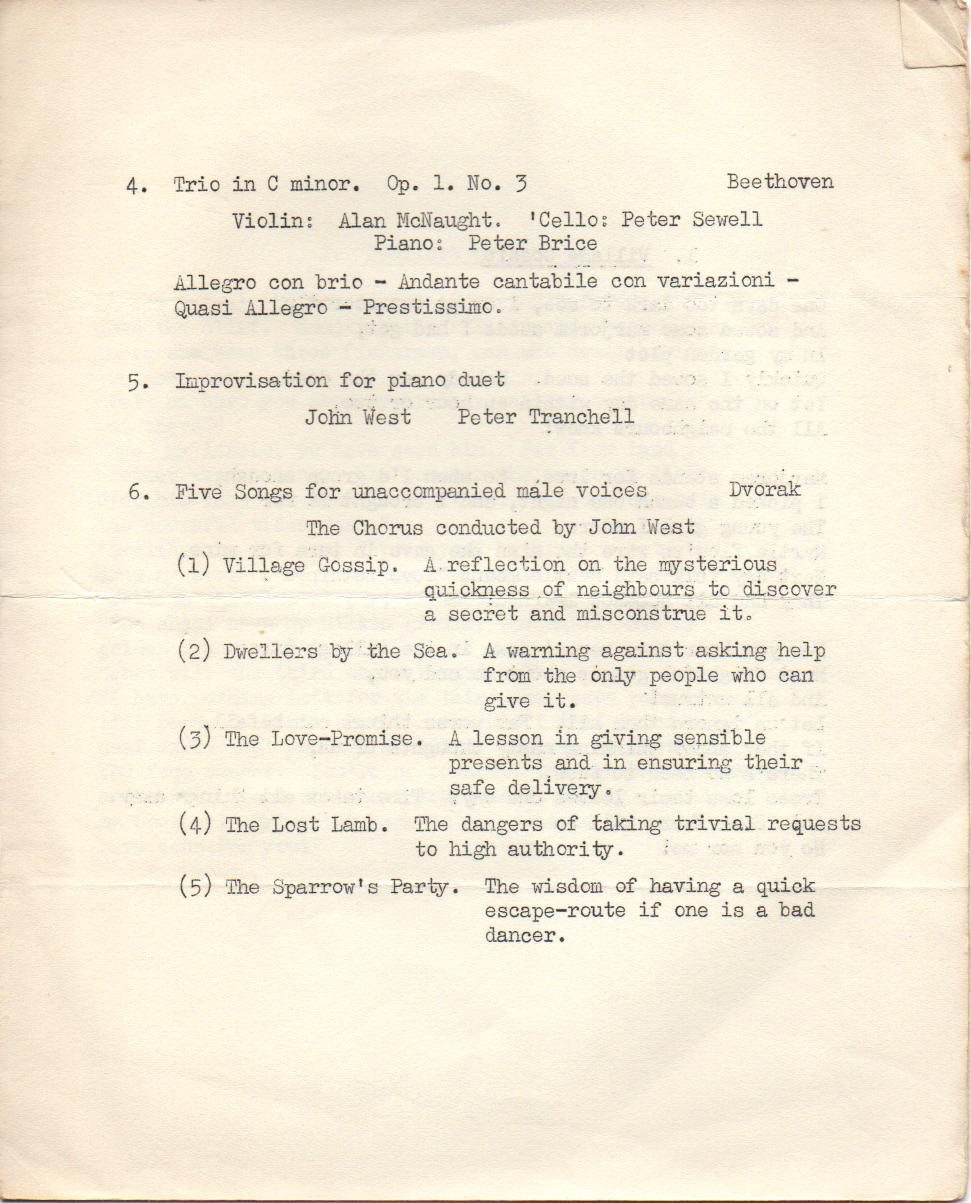 4. Trio in C minor. Op. 1. No. 3 Beethoven
Violin: Alan McNaught. 'Cello: Peter Sewell
Piano: Peter Brice
Allegro con brio - Andante cantabile con variazioni -
Quasi Allegro - Prestissimo.
5. Improvisation for piano duet
John West Peter Tranchell
6. Five Songs for unaccompanied male voices Dvorak
The Chorus conducted by John West
(1) Village Gossip. A reflection on the mysterious
quickness of neighbours to discover
a secret and misconstrue it.
(2) Dwellers by the Sea. A warning against asking help
from the only people who can
give it.
(3) The Love-Promise. A lesson in giving sensible
presents and in ensuring their
safe delivery.
(4) The Lost Lamb. The dangers of taking trivial requests
to high authority.
(5) The Sparrow's Party. The wisdom of having a quick
escape-route if one is a bad
dancer.